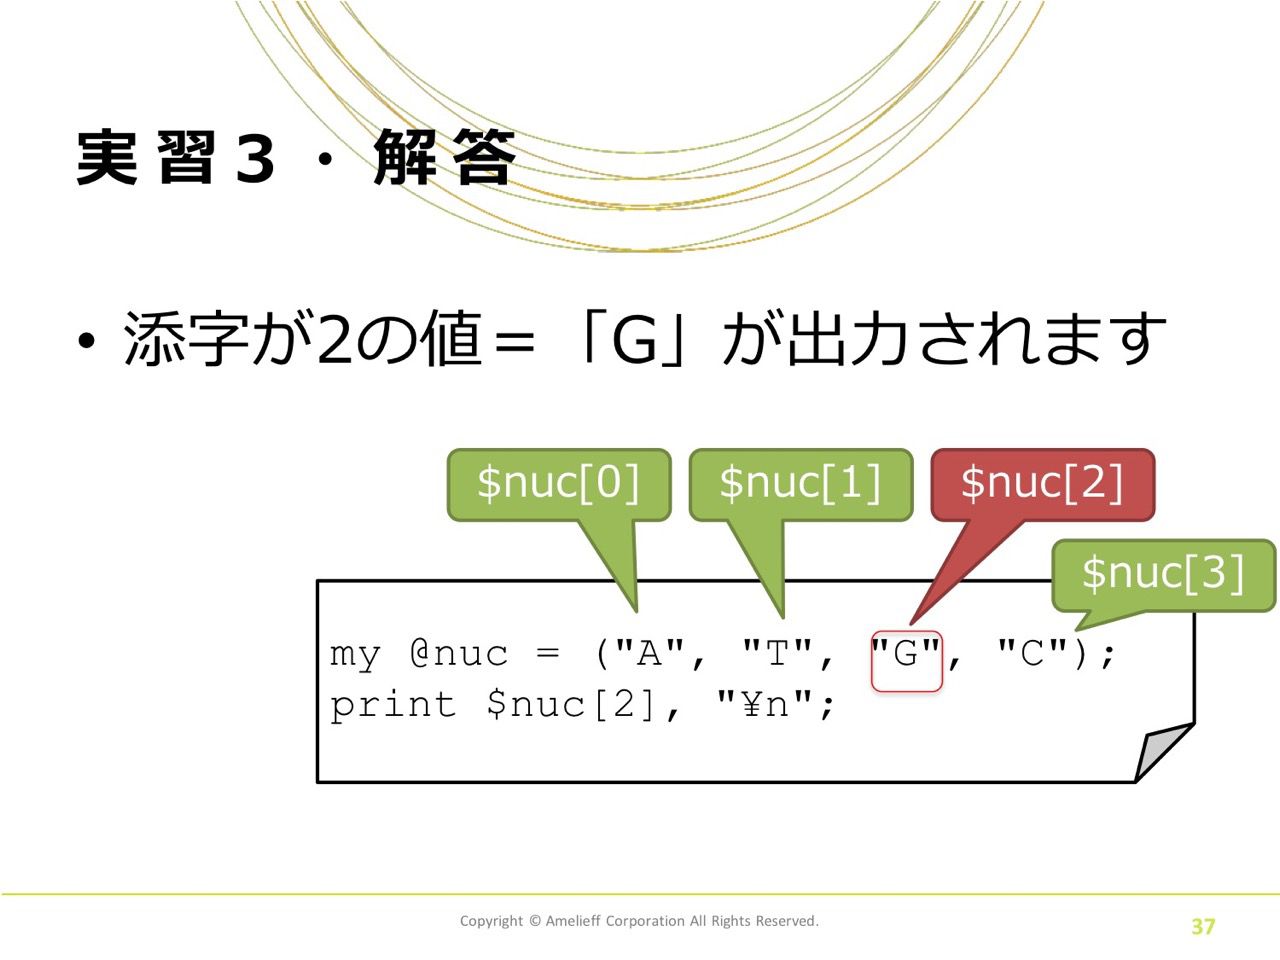 実習３・解答
• 添字が2の値＝「G」が出力されます
$nuc[0]
$nuc[1]
$nuc[2]
$nuc[3]
my @nuc = ("A", "T", "G", "C");
print $nuc[2], "¥n";
Copyright © Amelieff Corporation All Rights Reserved.
37